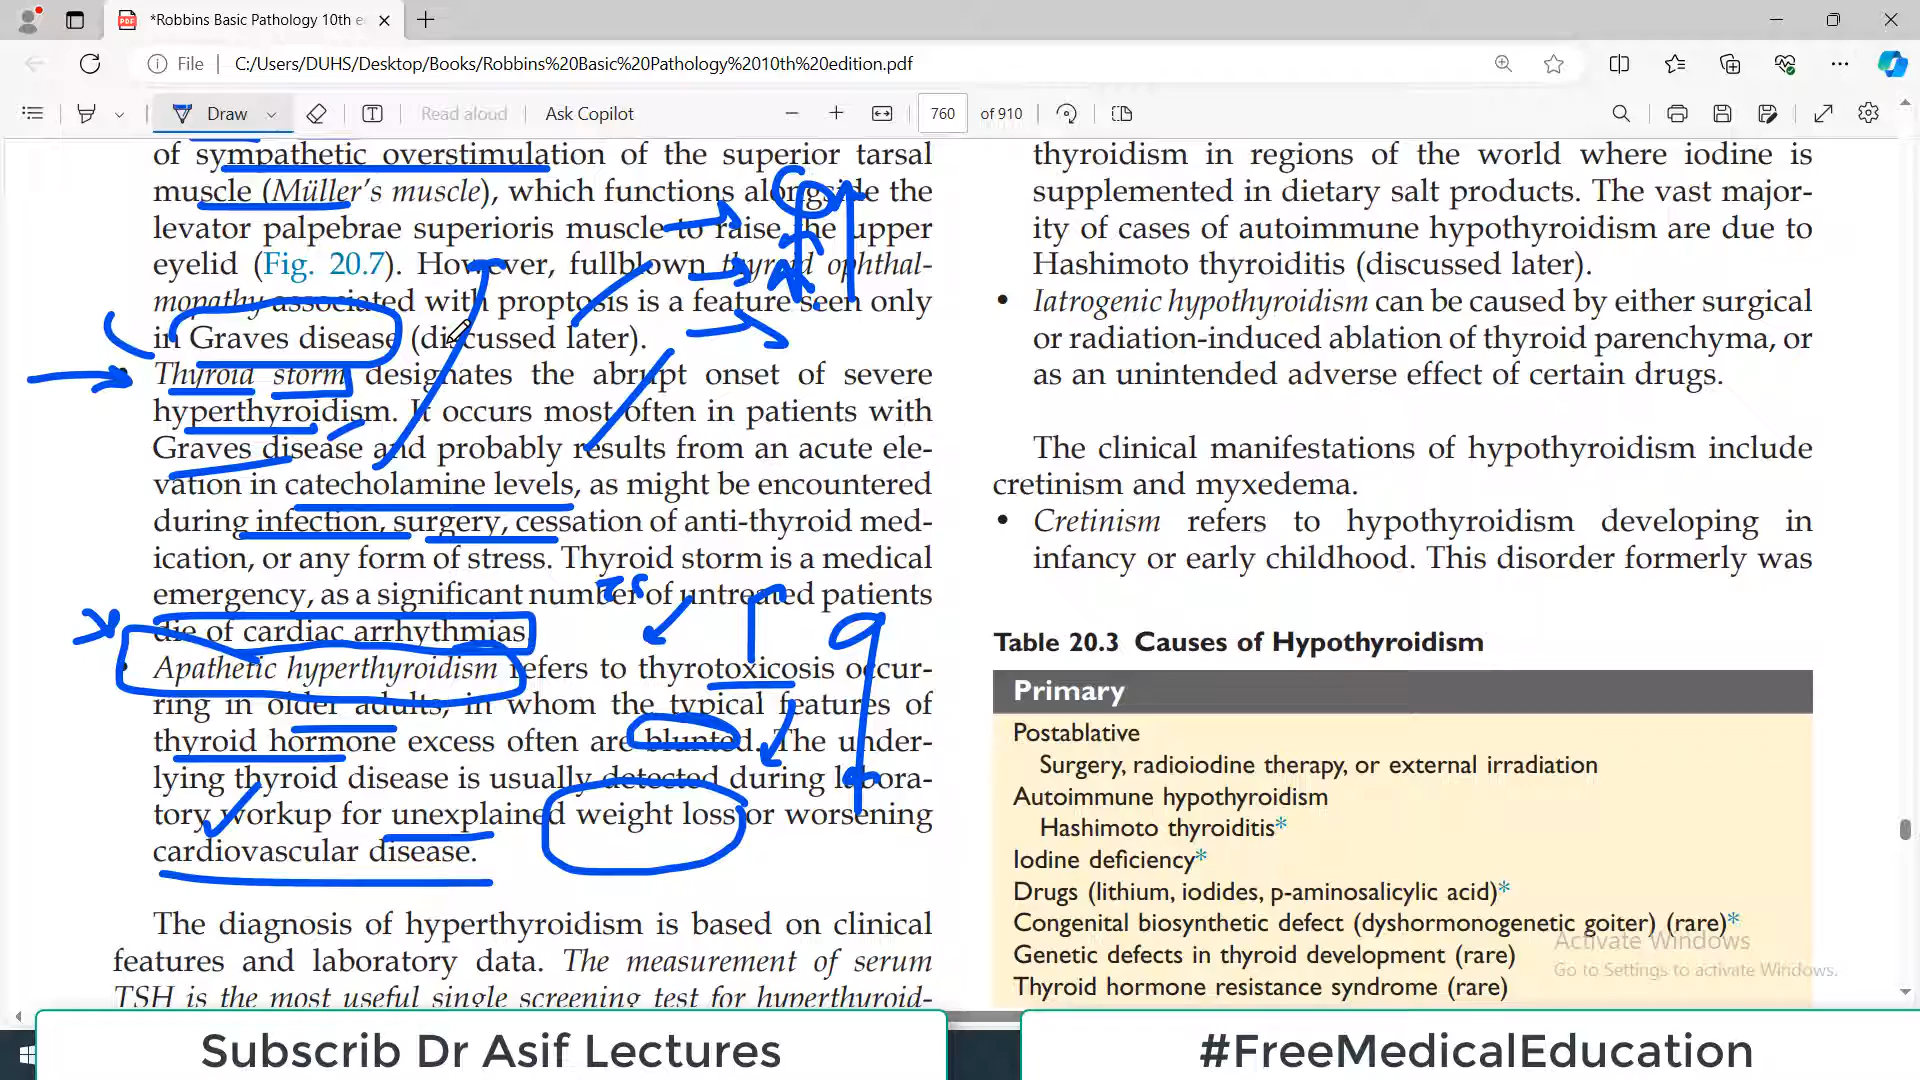 *Robbins Basic Pathology 10th e
File
C:/Users/DUHS/Desktop/Books/Robbins%20Basic%20Pathology%2010th%20edition.pdf
Draw
Read aloud
Ask Copilot
760
of 910
of sympathetic overstimulation of the superior tarsal
muscle (Müller's muscle), which functions alongside the
levator palpebrae superioris muscle to raise the upper
eyelid (Fig. 20.7). However, fullblown thyroid ophthal-
mopathy associated with proptosis is a feature seen only
in Graves disease (discussed later).
• Thyroid storm designates the abrupt onset of severe
hyperthyroidism. It occurs most often in patients with
Graves disease and probably results from an acute ele-
vation in catecholamine levels, as might be encountered
during infection, surgery, cessation of anti-thyroid med-
ication, or any form of stress. Thyroid storm is a medical
emergency, as a significant number of untreated patients
die of cardiac arrhythmias.
• Apathetic hyperthyroidism refers to thyrotoxicosis occur-
ring in older adults, in whom the typical features of
thyroid hormone excess often are blunted. The under-
lying thyroid disease is usually detected during labora-
tory workup for unexplained weight loss or worsening
cardiovascular disease.
The diagnosis of hyperthyroidism is based on clinical
features and laboratory data. The measurement of serum
TSH is the most useful single screening test for hyperthyroid-
thyroidism in regions of the world where iodine is
supplemented in dietary salt products. The vast major-
ity of cases of autoimmune hypothyroidism are due to
Hashimoto thyroiditis (discussed later).
• Iatrogenic hypothyroidism can be caused by either surgical
or radiation-induced ablation of thyroid parenchyma, or
as an unintended adverse effect of certain drugs.
The clinical manifestations of hypothyroidism include
cretinism and myxedema.
• Cretinism refers to hypothyroidism developing in
infancy or early childhood. This disorder formerly was
Table 20.3 Causes of Hypothyroidism
Primary
Postablative
Surgery, radioiodine therapy, or external irradiation
Autoimmune hypothyroidism
Hashimoto thyroiditis*
Iodine deficiency*
Drugs (lithium, iodides, p-aminosalicylic acid)*
Congenital biosynthetic defect (dyshormonogenetic goiter) (rare)*
Genetic defects in thyroid development (rare)
Thyroid hormone resistance syndrome (rare)
Activate Windows
Go to Settings to activate Windows.
Subscrib Dr Asif Lectures
#FreeMedicalEducation